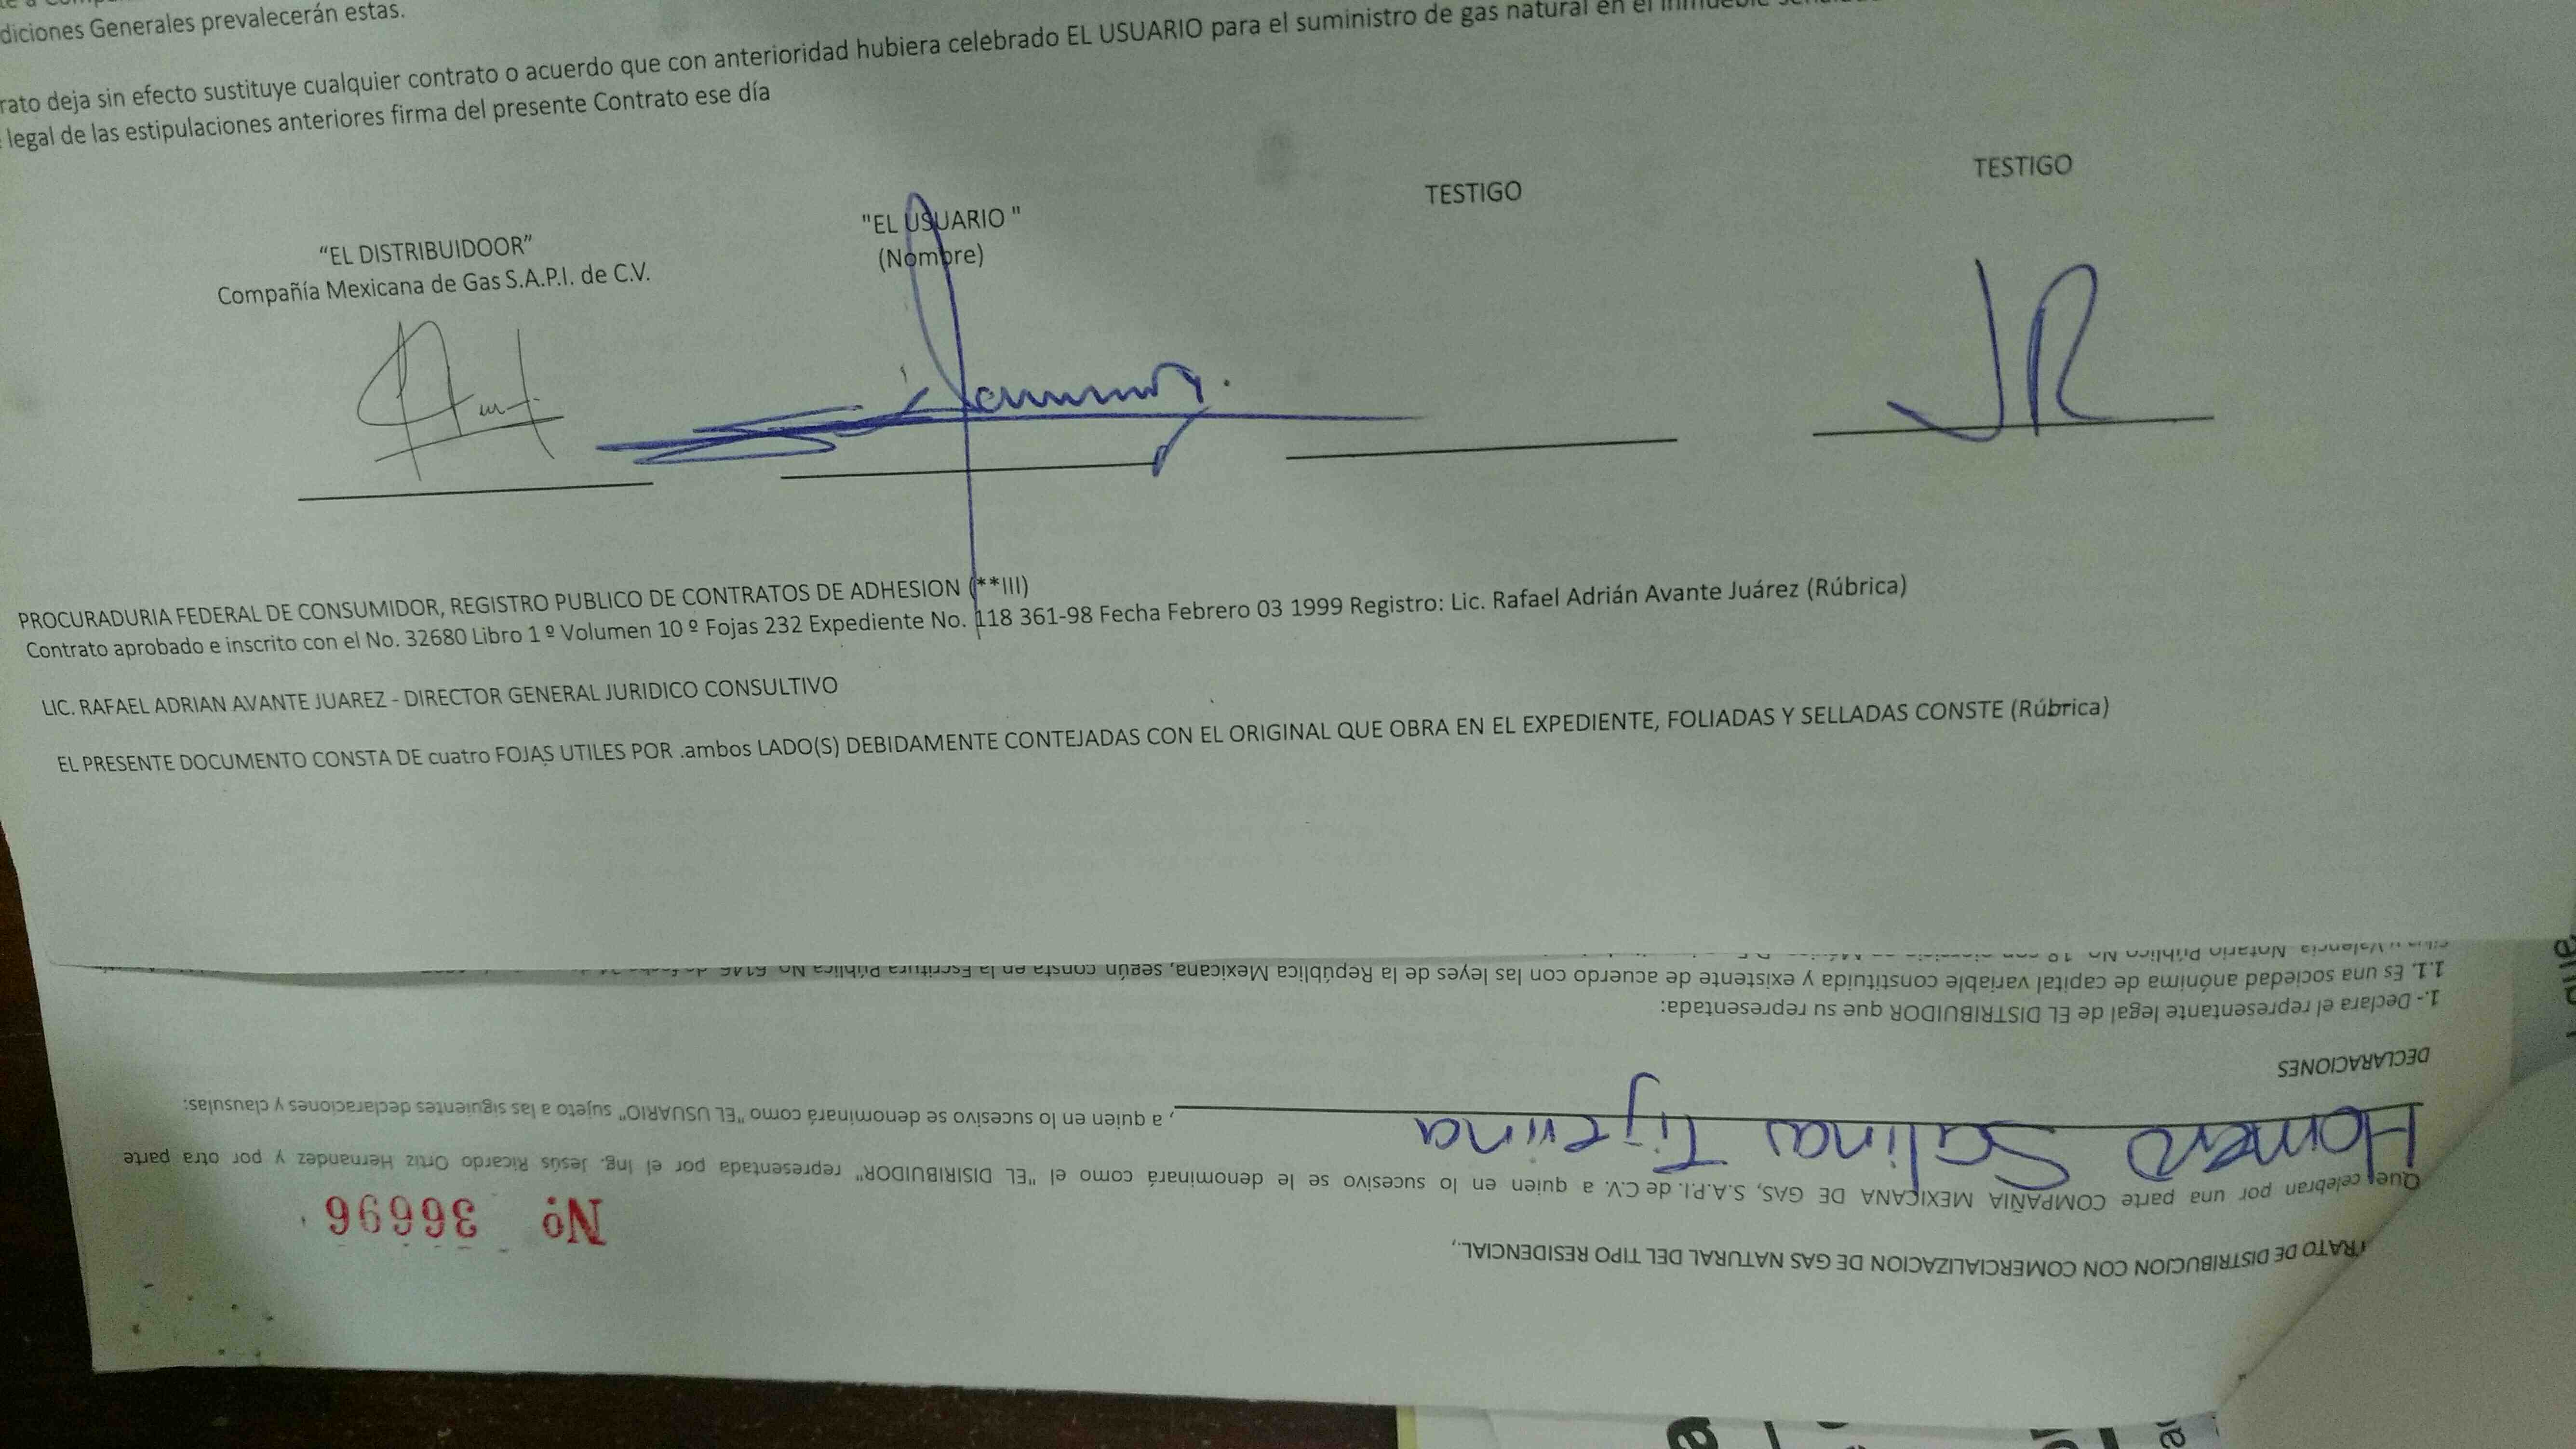 diciones Generales prevalecerán estas.
rato deja sin efecto sustituye cualquier contrato o acuerdo que con anterioridad hubiera celebrado EL USUARIO para el suministro de gas natural en el inmueble
legal de las estipulaciones anteriores firma del presente Contrato ese día
"EL DISTRIBUIDOOR"
Compañía Mexicana de Gas S.A.P.I. de C.V.
"EL USUARIO "
(Nombre)
TESTIGO
TESTIGO
JR
PROCURADURIA FEDERAL DE CONSUMIDOR, REGISTRO PUBLICO DE CONTRATOS DE ADHESION (**III)
Contrato aprobado e inscrito con el No. 32680 Libro 1 º Volumen 10 º Fojas 232 Expediente No. 118 361-98 Fecha Febrero 03 1999 Registro: Lic. Rafael Adrián Avante Juárez (Rúbrica)
LIC. RAFAEL ADRIAN AVANTE JUAREZ - DIRECTOR GENERAL JURIDICO CONSULTIVO
EL PRESENTE DOCUMENTO CONSTA DE cuatro FOJAS UTILES POR .ambos LADO(S) DEBIDAMENTE CONTEJADAS CON EL ORIGINAL QUE OBRA EN EL EXPEDIENTE, FOLIADAS Y SELLADAS CONSTE (Rúbrica)
TRATO DE DISTRIBUCION CON COMERCIALIZACION DE GAS NATURAL DEL TIPO RESIDENCIAL.,
Nº 36696
Que celebran por una parte COMPAÑIA MEXICANA DE GAS, S.A.P.I. de C.V. a quien en lo sucesivo se le denominará como el "EL DISIRIBUIDOR" representada por el Ing. Jesús Ricardo Ortiz Hernandez y por otra parte
Homero Salinas Tijerina, a quien en lo sucesivo se denominará como "EL USUARIO" sujeto a las siguientes declaraciones y clausulas:
DECLARACIONES
1.- Declara el representante legal de EL DISTRIBUIDOR que su representada:
1.1. Es una sociedad anónima de capital variable constituida y existente de acuerdo con las leyes de la República Mexicana, según consta en la Escritura Pública No. 6146 de fecha
Valencia Notario Público No. 18 con